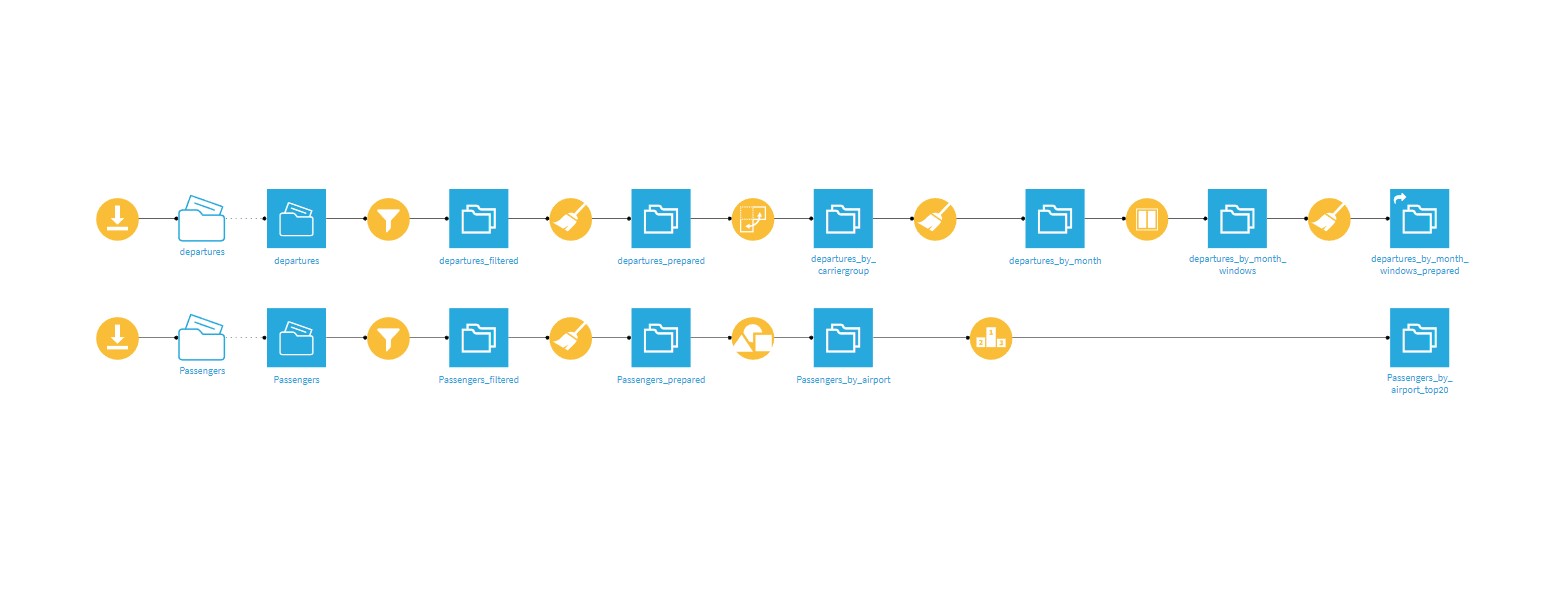 departures
departures
departures_filtered
departures_prepared
departures_by_
carriergroup
departures_by_month
departures_by_month_
windows
departures_by_month_
windows_prepared
Passengers
Passengers
Passengers_filtered
Passengers_prepared
Passengers_by_airport
1
2
3
Passengers_by_
airport_top20